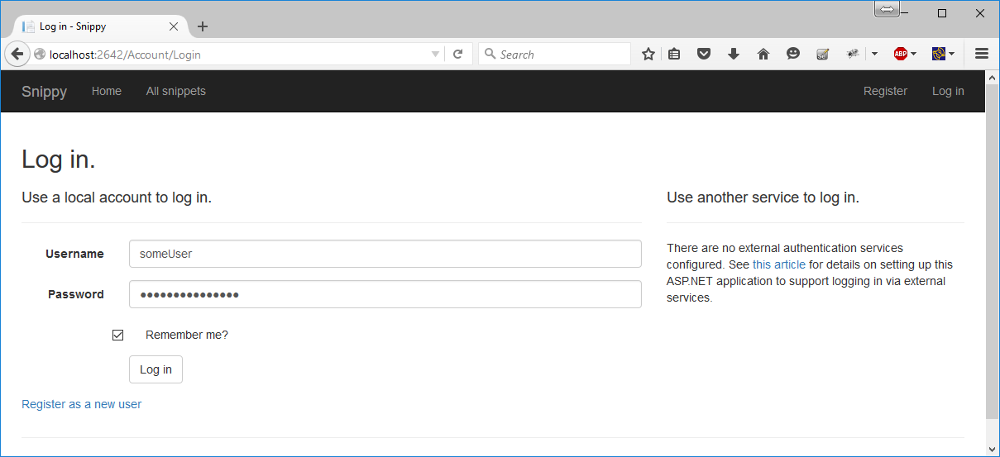 Log in - Snippy
localhost:2642/Account/Login
Search
ABP
Snippy Home All snippets Register Log in
Log in.
Use a local account to log in.
Username someUser
Password ●●●●●●●●●●●●●●●
Remember me?
Log in
Register as a new user
Use another service to log in.
There are no external authentication services
configured. See this article for details on setting up this
ASP.NET application to support logging in via external
services.